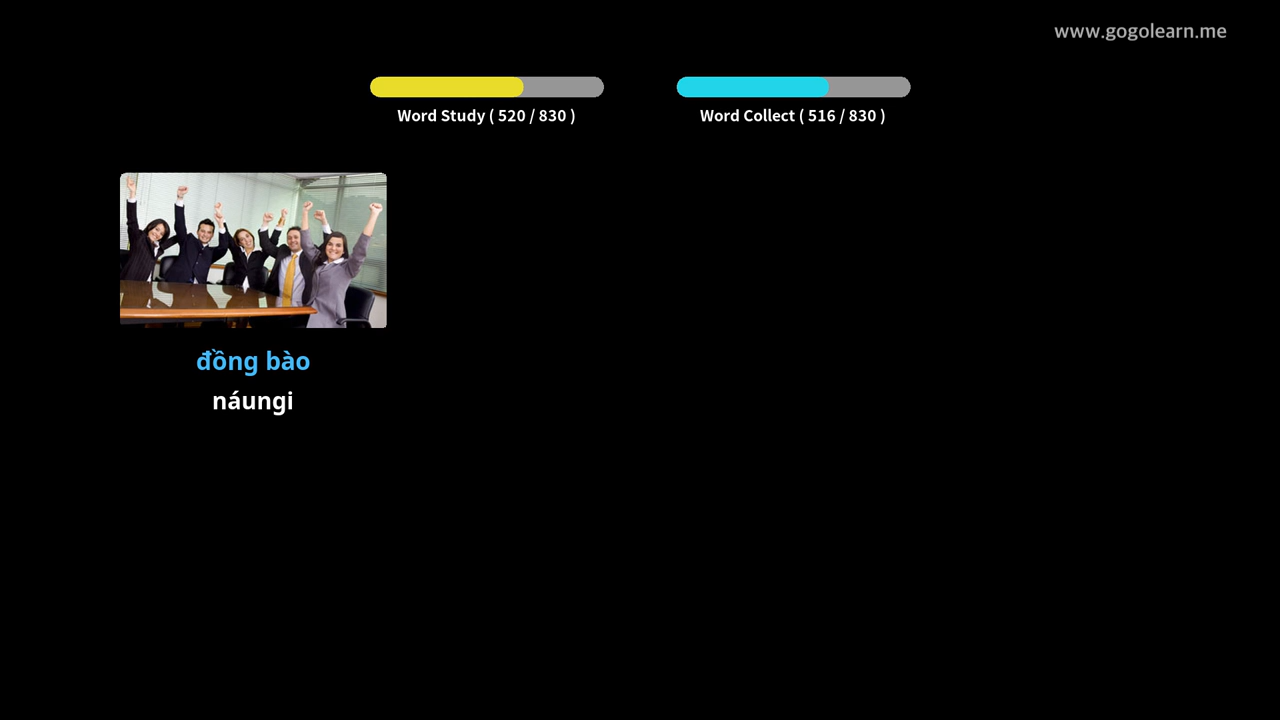 www.gogolearn.me
Word Study ( 520 / 830 )
Word Collect ( 516 / 830 )
đồng bào
náungi